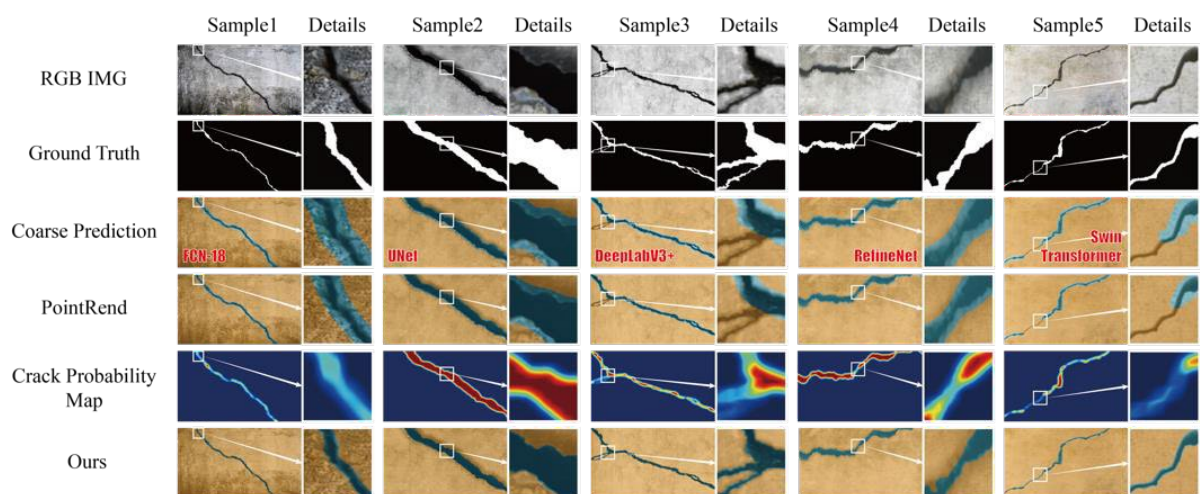 Sample1 Details Sample2 Details Sample3 Details Sample4 Details Sample5 Details
RGB IMG
Ground Truth
Coarse Prediction
FCN-18 UNet DeepLabV3+ RefineNet Swin
Transformer
PointRend
Crack Probability
Map
Ours